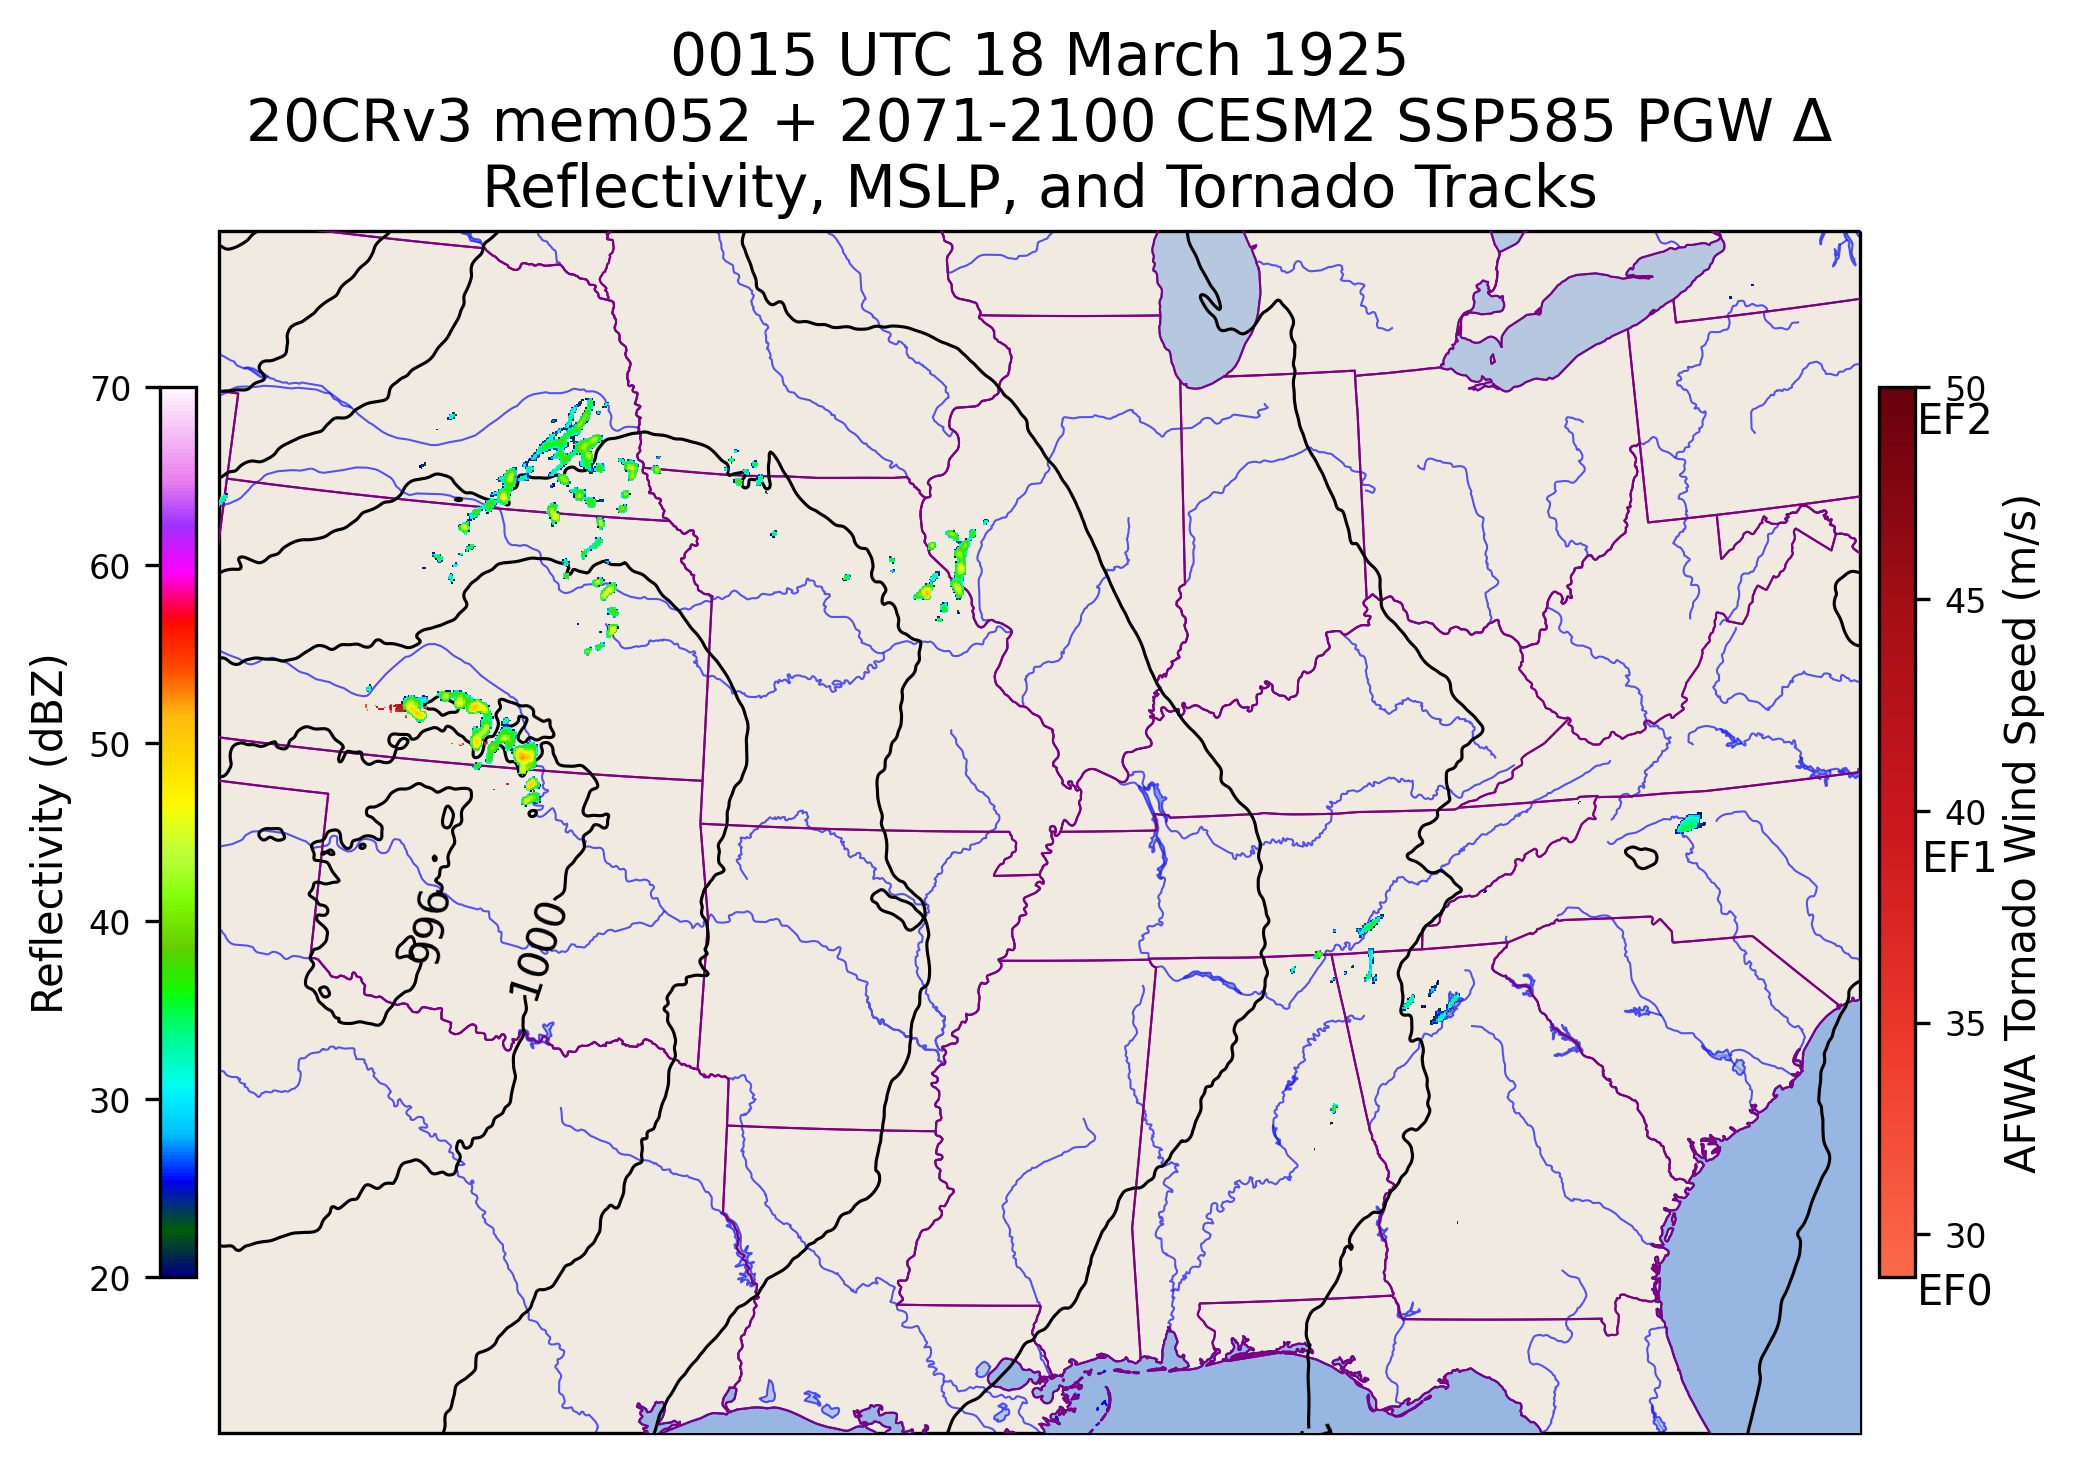 0015 UTC 18 March 1925
20CRv3 mem052 + 2071-2100 CESM2 SSP585 PGW Δ
Reflectivity, MSLP, and Tornado Tracks
70
60
50
40
30
20
Reflectivity (dBZ)
996
1000
50
EF2
45
40
EF1
35
30
EF0
AFWA Tornado Wind Speed (m/s)